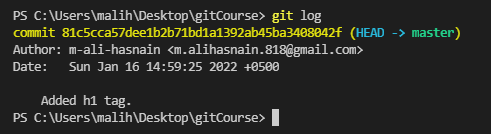 PS C:\Users\malih\Desktop\gitCourse> git log
commit 81c5cca57dee1b2b71bd1a1392ab45ba3408042f (HEAD -> master)
Author: m-ali-hasnain <m.alihasnain.818@gmail.com>
Date:   Sun Jan 16 14:59:25 2022 +0500
    Added h1 tag.
PS C:\Users\malih\Desktop\gitCourse>